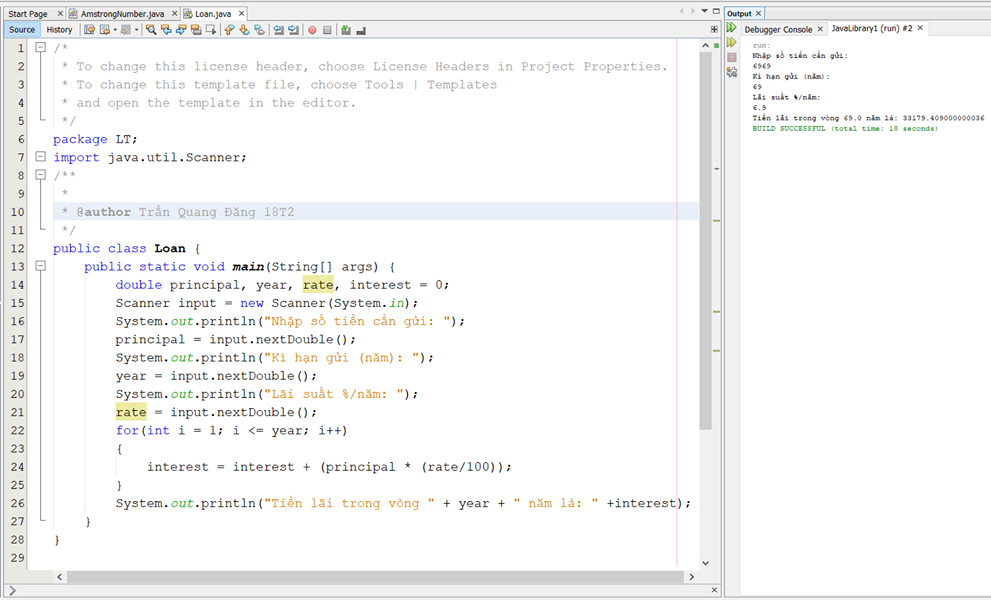 Start Page
AmstrongNumber.java
Loan.java
Source History
1 /*
2 * To change this license header, choose License Headers in Project Properties.
3 * To change this template file, choose Tools | Templates
4 * and open the template in the editor.
5 */
6 package LT;
7 import java.util.Scanner;
8 /**
9 *
10 * @author Trần Quang Đăng 18T2
11 */
12 public class Loan {
13 public static void main(String[] args) {
14 double principal, year, rate, interest = 0;
15 Scanner input = new Scanner(System.in);
16 System.out.println("Nhập số tiền cần gửi: ");
17 principal = input.nextDouble();
18 System.out.println("Kì hạn gửi (năm): ");
19 year = input.nextDouble();
20 System.out.println("Lãi suất %/năm: ");
21 rate = input.nextDouble();
22 for(int i = 1; i <= year; i++)
23 {
24 interest = interest + (principal * (rate/100));
25 }
26 System.out.println("Tiền lãi trong vòng " + year + " năm là: " +interest);
27 }
28 }
29
Output
Debugger Console
JavaLibrary1 (run) #2
run:
Nhập số tiền cần gửi:
6969
Kì hạn gửi (năm):
69
Lãi suất %/năm:
6.9
Tiền lãi trong vòng 69.0 năm là: 33179.409000000036
BUILD SUCCESSFUL (total time: 18 seconds)